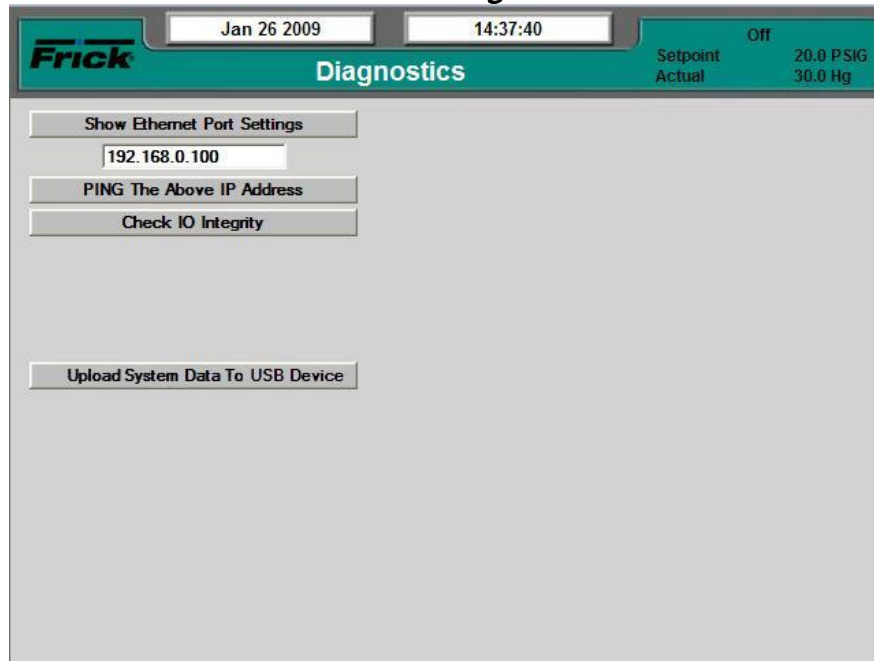 Jan 26 2009 14:37:40
Off
Frick
Diagnostics
Setpoint 20.0 PSIG
Actual 30.0 Hg
Show Ethernet Port Settings
192.168.0.100
PING The Above IP Address
Check IO Integrity
Upload System Data To USB Device